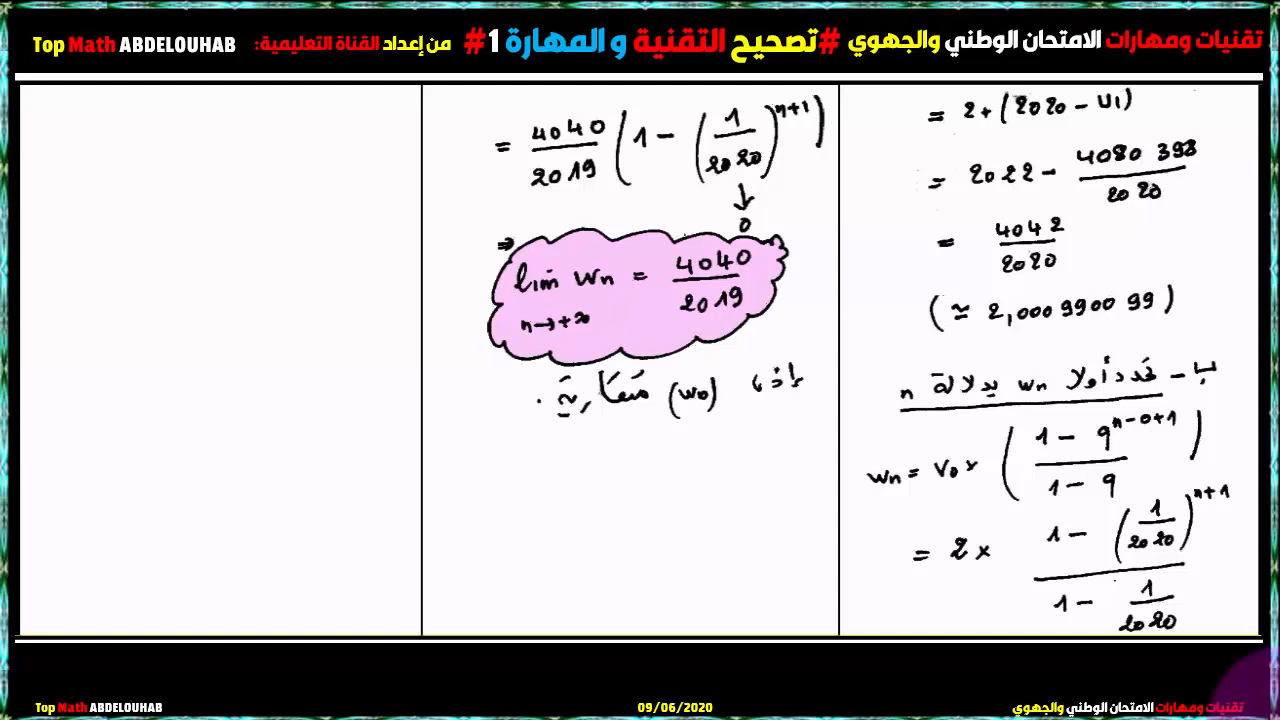 تقنيات ومهارات الامتحان الوطني والجهوي #تصحيح التقنية و المهارة 1# من إعداد القناة التعليمية: Top Math ABDELOUHAB
= 2 + (2020 - U1)
= 2022 - 4080 398 / 2020
= 4042 / 2020
(≃ 2,0009900 99)
ب - نحدد أولا wn بدلالة n
wn = V0 × ( (1 - q^(n-0+1)) / (1 - q) )
= 2 × (1 - (1/2020)^(n+1)) / (1 - 1/2020)
= 4040/2019 (1 - (1/2020)^(n+1))
↓
0
⇒ lim wn = 4040/2019
n→+∞
إذن، (wn) متقاربة.
Top Math ABDELOUHAB 09/06/2020 تقنيات ومهارات الامتحان الوطني والجهوي